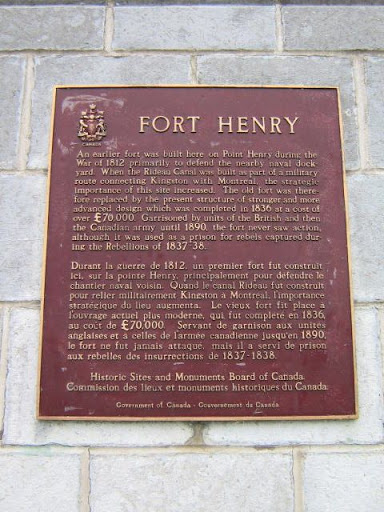 CANADA
FORT HENRY
An earlier fort was built here on Point Henry during the
War of 1812 primarily to defend the nearby naval dock-
yard. When the Rideau Canal was built as part of a military
route connecting Kingston with Montreal, the strategic
importance of this site increased. The old fort was there-
fore replaced by the present structure of stronger and more
advanced design which was completed in 1836 at a cost of
over £70,000. Garrisoned by units of the British and then
the Canadian army until 1890, the fort never saw action,
although it was used as a prison for rebels captured dur-
ing the Rebellions of 1837-38.
Durant la guerre de 1812, un premier fort fut construit
ici, sur la pointe Henry, principalement pour défendre le
chantier naval voisin. Quand le canal Rideau fut construit
pour relier militairement Kingston à Montréal, l'importance
stratégique du lieu augmenta. Le vieux fort fit place à
l'ouvrage actuel plus moderne, qui fut complété en 1836,
au coût de £70,000. Servant de garnison aux unités
anglaises et à celles de l'armée canadienne jusqu'en 1890,
le fort ne fut jamais attaqué, mais il a servi de prison
aux rebelles des insurrections de 1837-1838.
Historic Sites and Monuments Board of Canada.
Commission des lieux et monuments historiques du Canada.
Government of Canada - Gouvernement du Canada